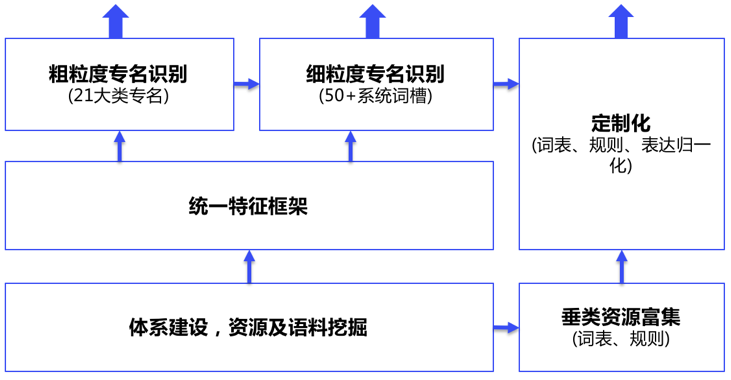 粗粒度专名识别
(21大类专名)
细粒度专名识别
(50+系统词槽)
定制化
(词表、规则、表达归一
化)
统一特征框架
体系建设，资源及语料挖掘
垂类资源富集
(词表、规则)